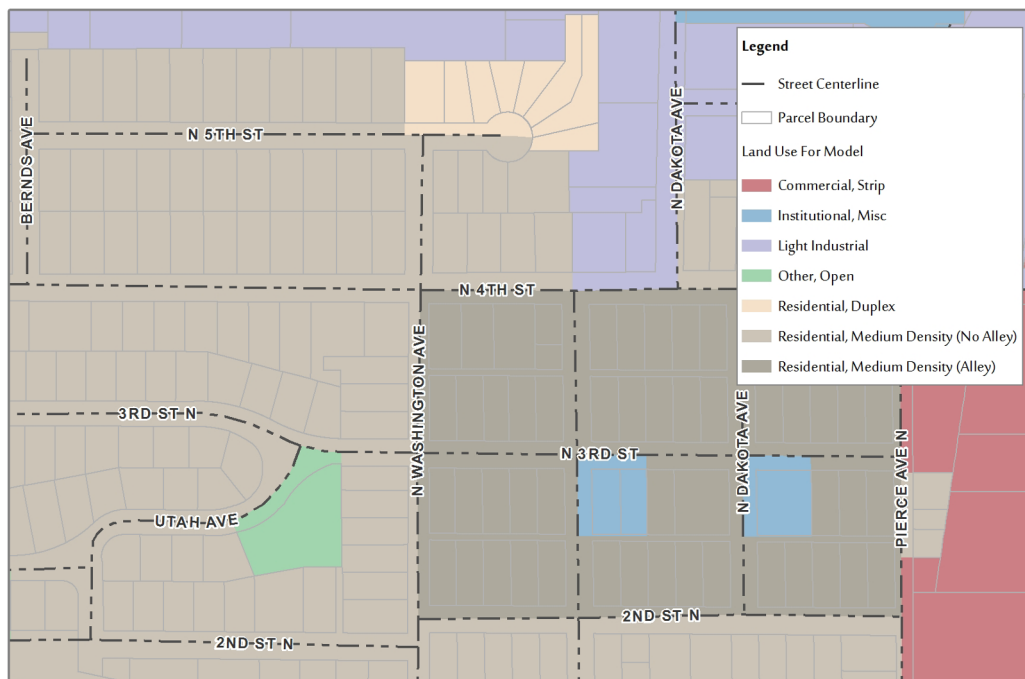 Legend
Street Centerline
Parcel Boundary
Land Use For Model
Commercial, Strip
Institutional, Misc
Light Industrial
Other, Open
Residential, Duplex
Residential, Medium Density (No Alley)
Residential, Medium Density (Alley)
BERNDS AVE
N 5TH ST
N DAKOTA AVE
N 4TH ST
N WASHINGTON AVE
3RD ST N
N 3RD ST
N DAKOTA AVE
PIERCE AVE N
UTAH AVE
2ND ST N
2ND ST N